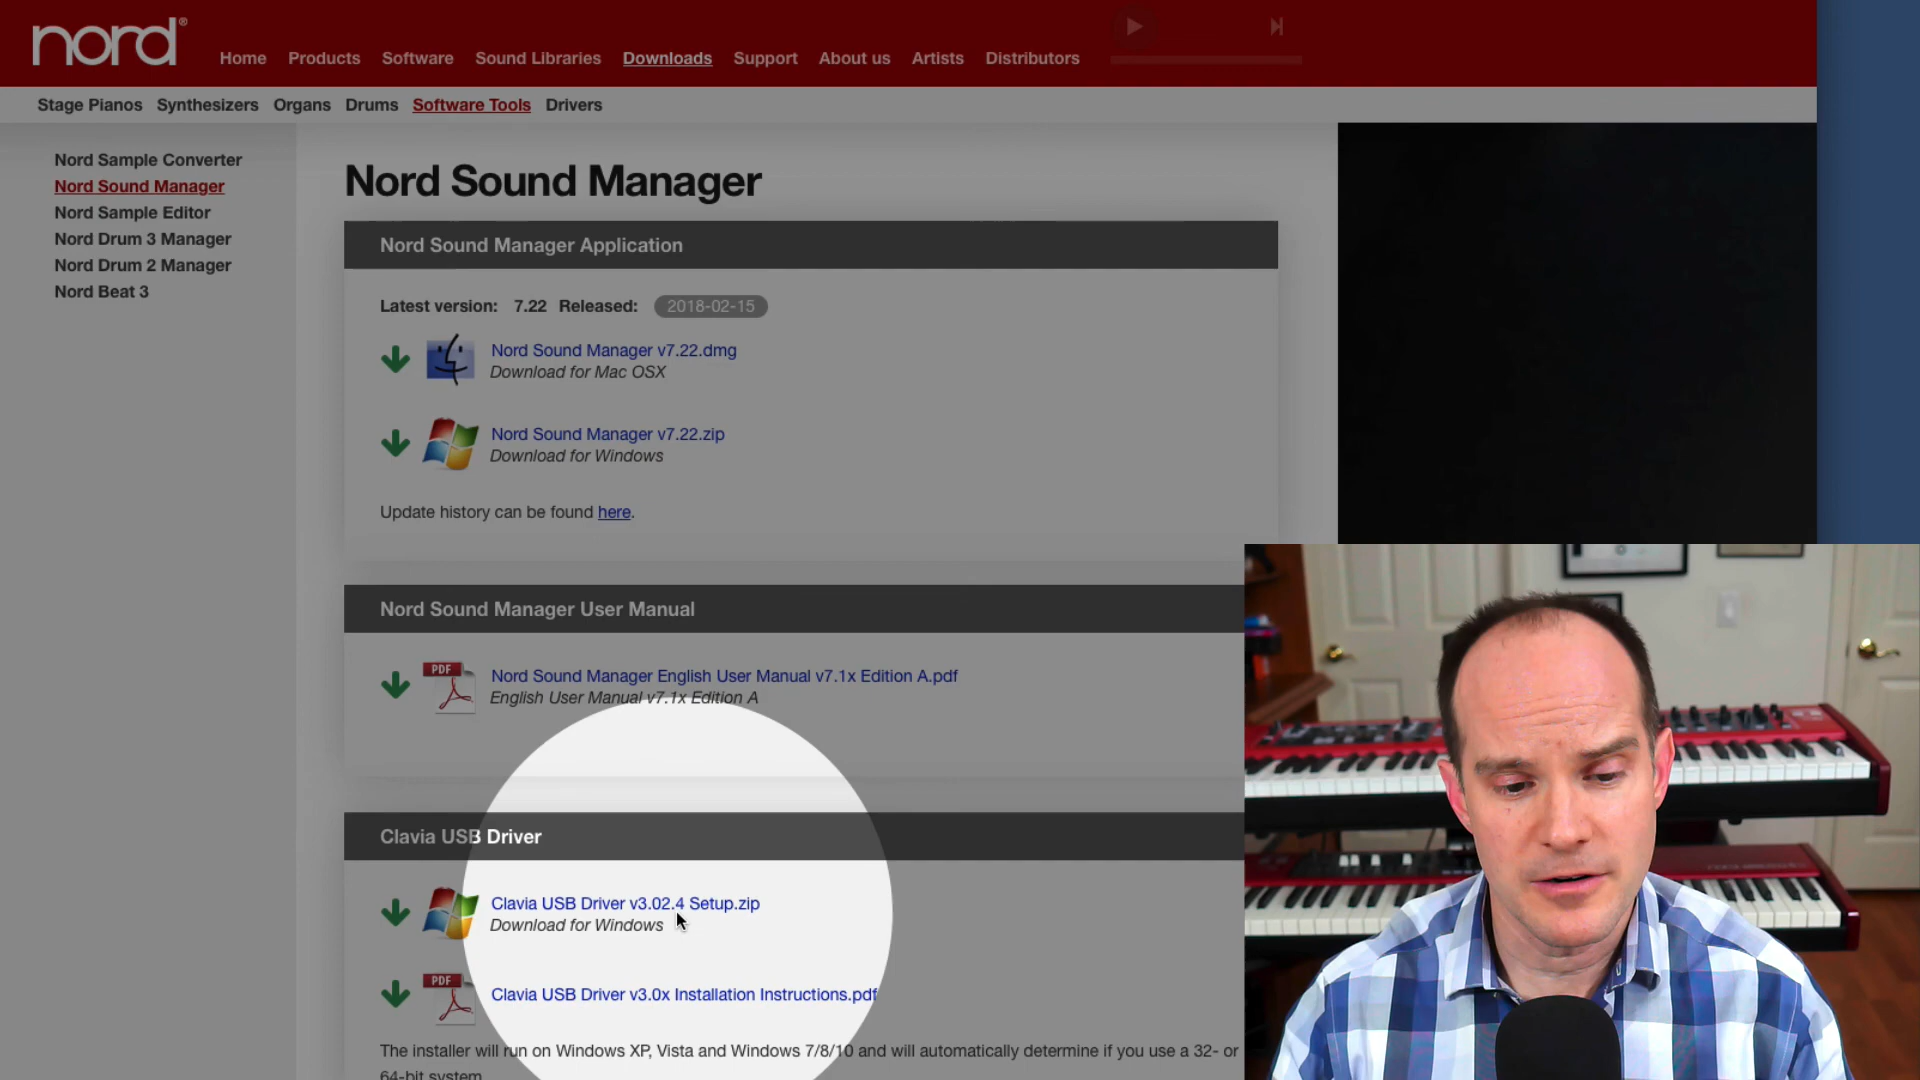 nord®
Home Products Software Sound Libraries Downloads Support About us Artists Distributors
Stage Pianos Synthesizers Organs Drums Software Tools Drivers
Nord Sample Converter
Nord Sound Manager
Nord Sample Editor
Nord Drum 3 Manager
Nord Drum 2 Manager
Nord Beat 3
Nord Sound Manager
Nord Sound Manager Application
Latest version: 7.22 Released: 2018-02-15
Nord Sound Manager v7.22.dmg
Download for Mac OSX
Nord Sound Manager v7.22.zip
Download for Windows
Update history can be found here.
Nord Sound Manager User Manual
PDF
Nord Sound Manager English User Manual v7.1x Edition A.pdf
English User Manual v7.1x Edition A
Clavia USB Driver
Clavia USB Driver v3.02.4 Setup.zip
Download for Windows
PDF
Clavia USB Driver v3.0x Installation Instructions.pdf
The installer will run on Windows XP, Vista and Windows 7/8/10 and will automatically determine if you use a 32- or
64-bit system